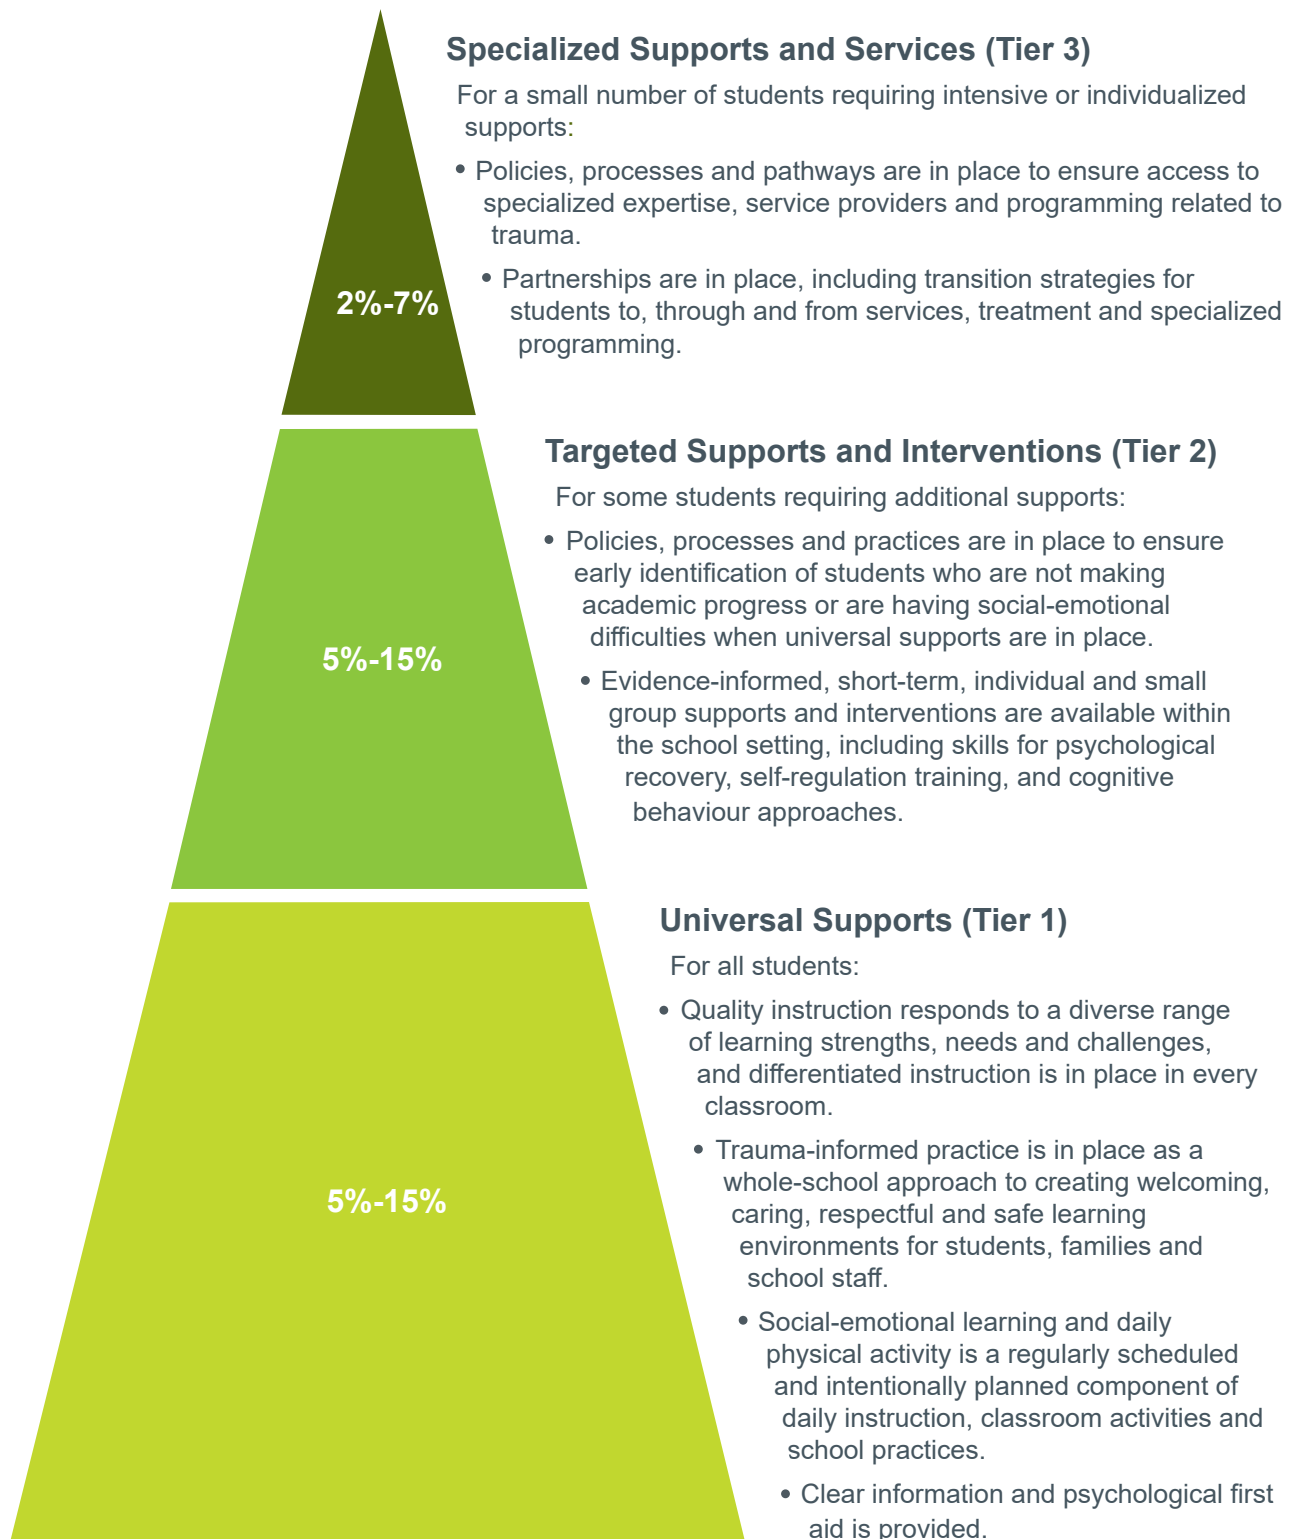 Specialized Supports and Services (Tier 3)
For a small number of students requiring intensive or individualized
supports:
• Policies, processes and pathways are in place to ensure access to
specialized expertise, service providers and programming related to
trauma.
2%-7%
• Partnerships are in place, including transition strategies for
students to, through and from services, treatment and specialized
programming.
Targeted Supports and Interventions (Tier 2)
For some students requiring additional supports:
• Policies, processes and practices are in place to ensure
early identification of students who are not making
academic progress or are having social-emotional
difficulties when universal supports are in place.
5%-15%
• Evidence-informed, short-term, individual and small
group supports and interventions are available within
the school setting, including skills for psychological
recovery, self-regulation training, and cognitive
behaviour approaches.
Universal Supports (Tier 1)
For all students:
• Quality instruction responds to a diverse range
of learning strengths, needs and challenges,
and differentiated instruction is in place in every
classroom.
• Trauma-informed practice is in place as a
whole-school approach to creating welcoming,
caring, respectful and safe learning
environments for students, families and
school staff.
5%-15%
• Social-emotional learning and daily
physical activity is a regularly scheduled
and intentionally planned component of
daily instruction, classroom activities and
school practices.
• Clear information and psychological first
aid is provided.